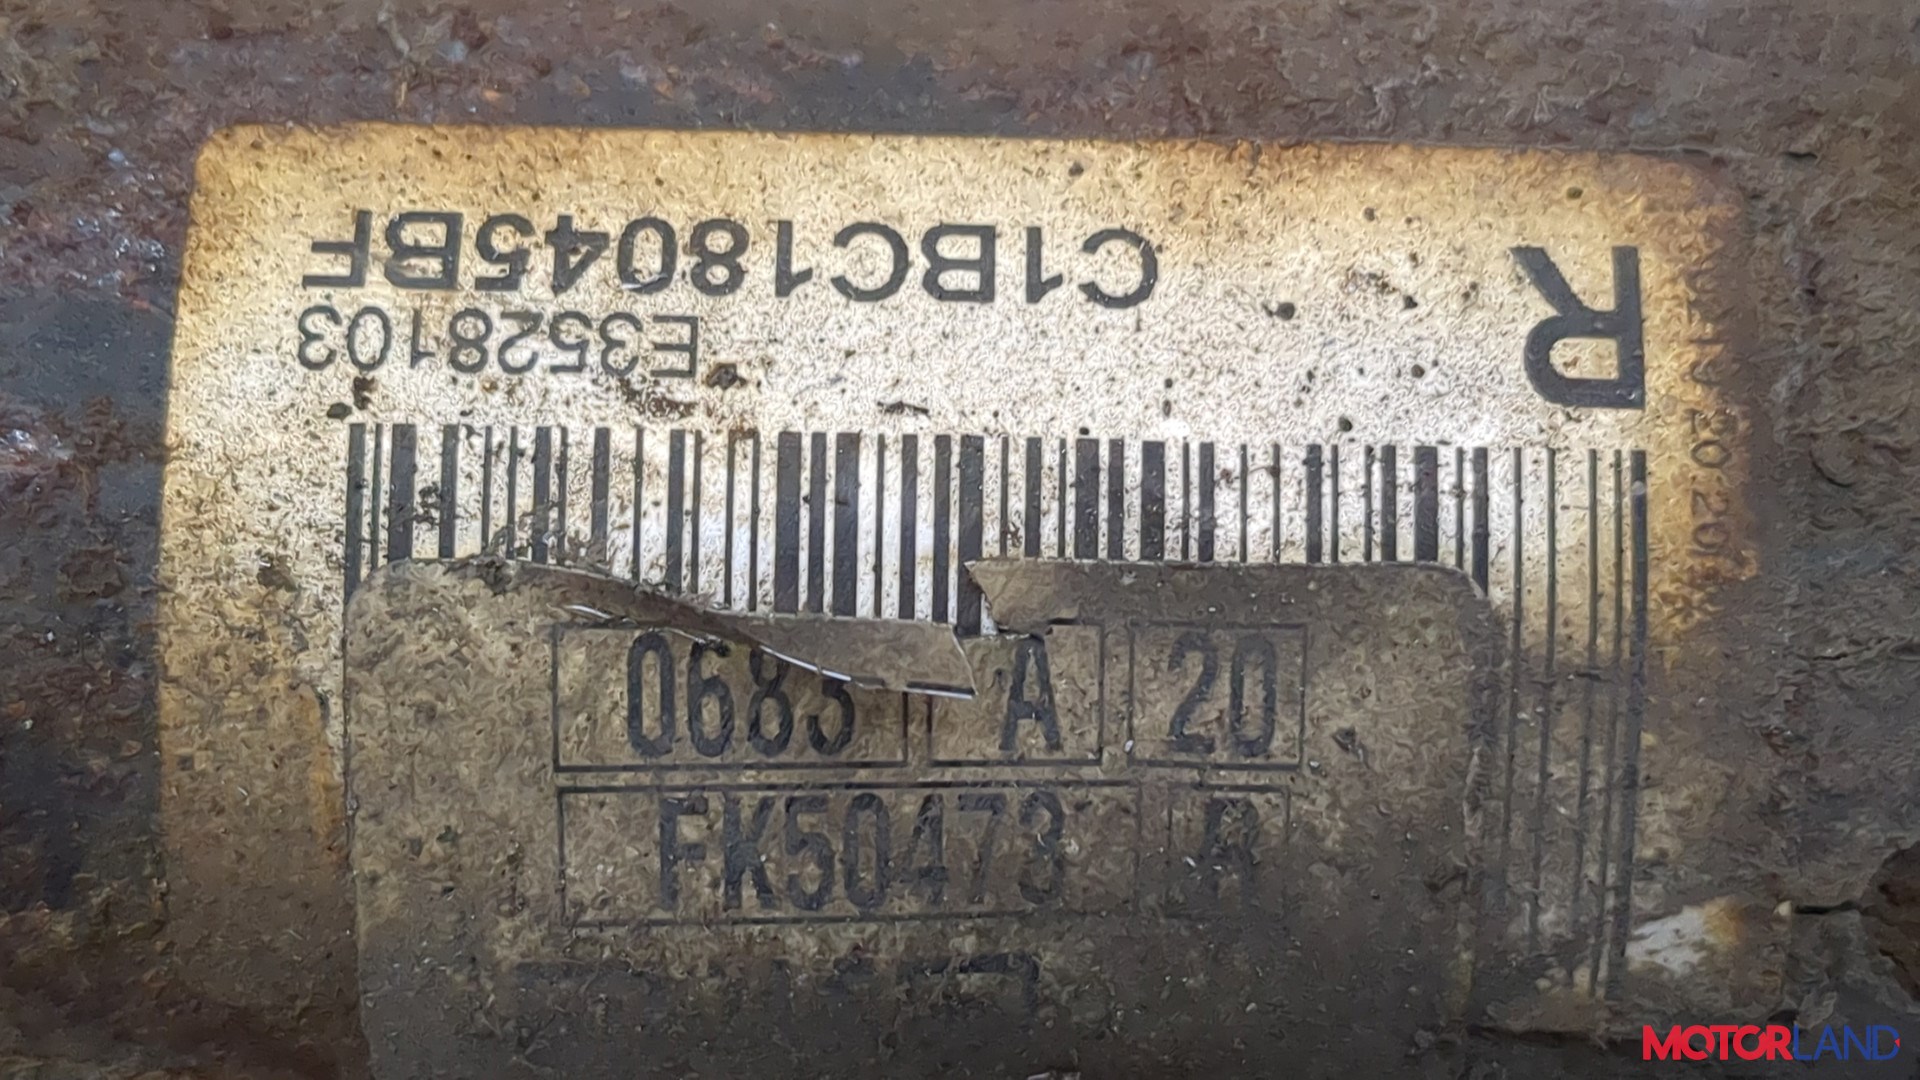 R C1BC18045BF
E3528103
0683 A 20
FK50473
MOTORLAND